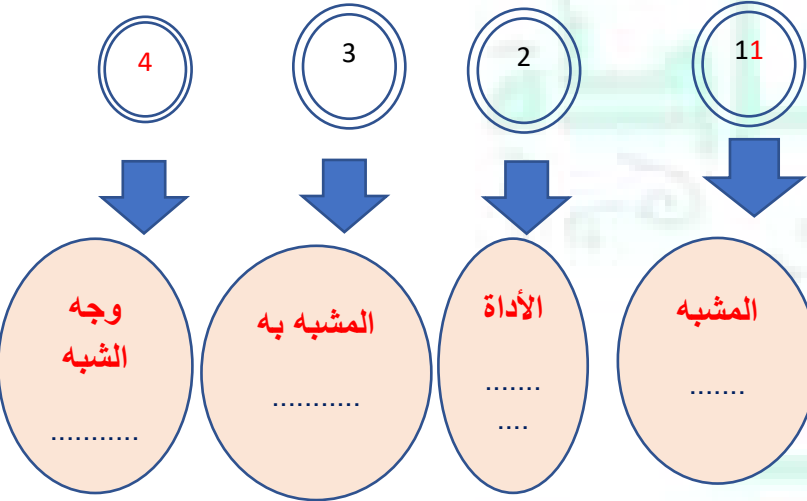 11
2
3
4
المشبه
.......
الأداة
.......
....
المشبه به
...........
وجه
الشبه
...........